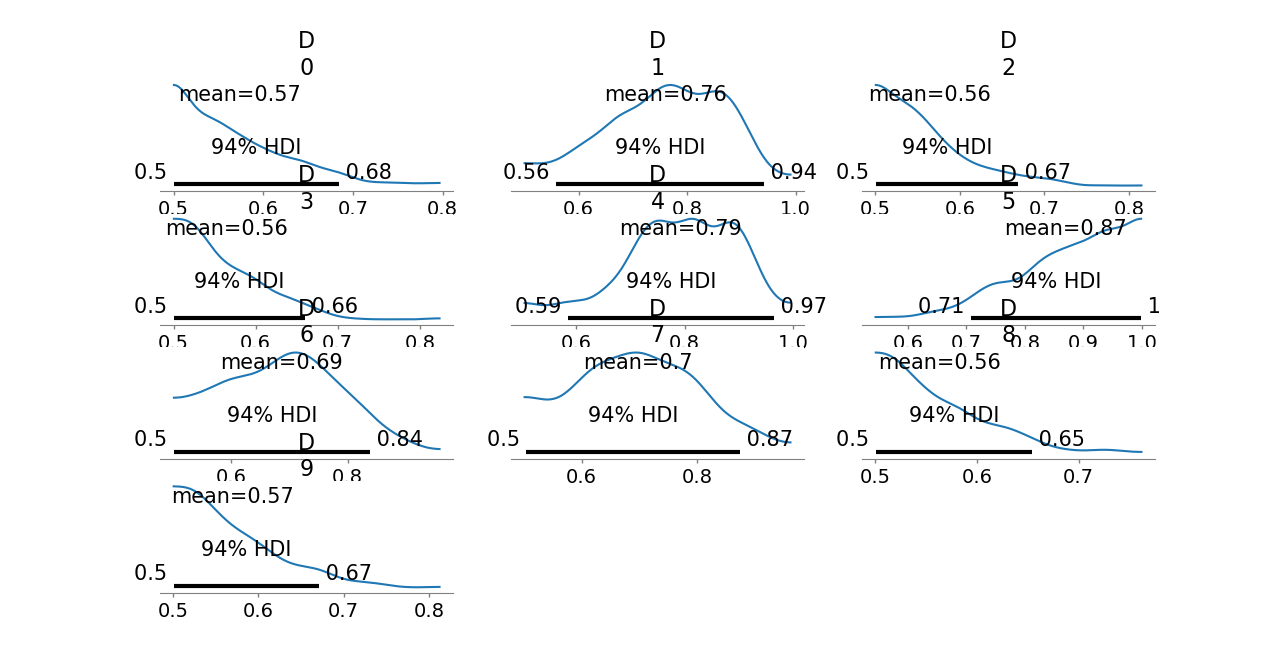 D D D
0 1 2
mean=0.57 mean=0.76 mean=0.56
94% HDI 94% HDI 94% HDI
0.5 0.68 0.56 0.94 0.5 0.67
0.5 0.6 0.7 0.8 0.6 0.8 1.0 0.5 0.6 0.7 0.8
D D D
3 4 5
mean=0.56 mean=0.79 mean=0.87
94% HDI 94% HDI 94% HDI
0.5 0.66 0.59 0.97 0.71 1
0.5 0.6 0.7 0.8 0.6 0.8 1.0 0.6 0.7 0.8 0.9 1.0
D D D
6 7 8
mean=0.69 mean=0.7 mean=0.56
94% HDI 94% HDI 94% HDI
0.5 0.84 0.5 0.87 0.5 0.65
0.6 0.8 0.6 0.8 0.5 0.6 0.7
D
9
mean=0.57
94% HDI
0.5 0.67
0.5 0.6 0.7 0.8